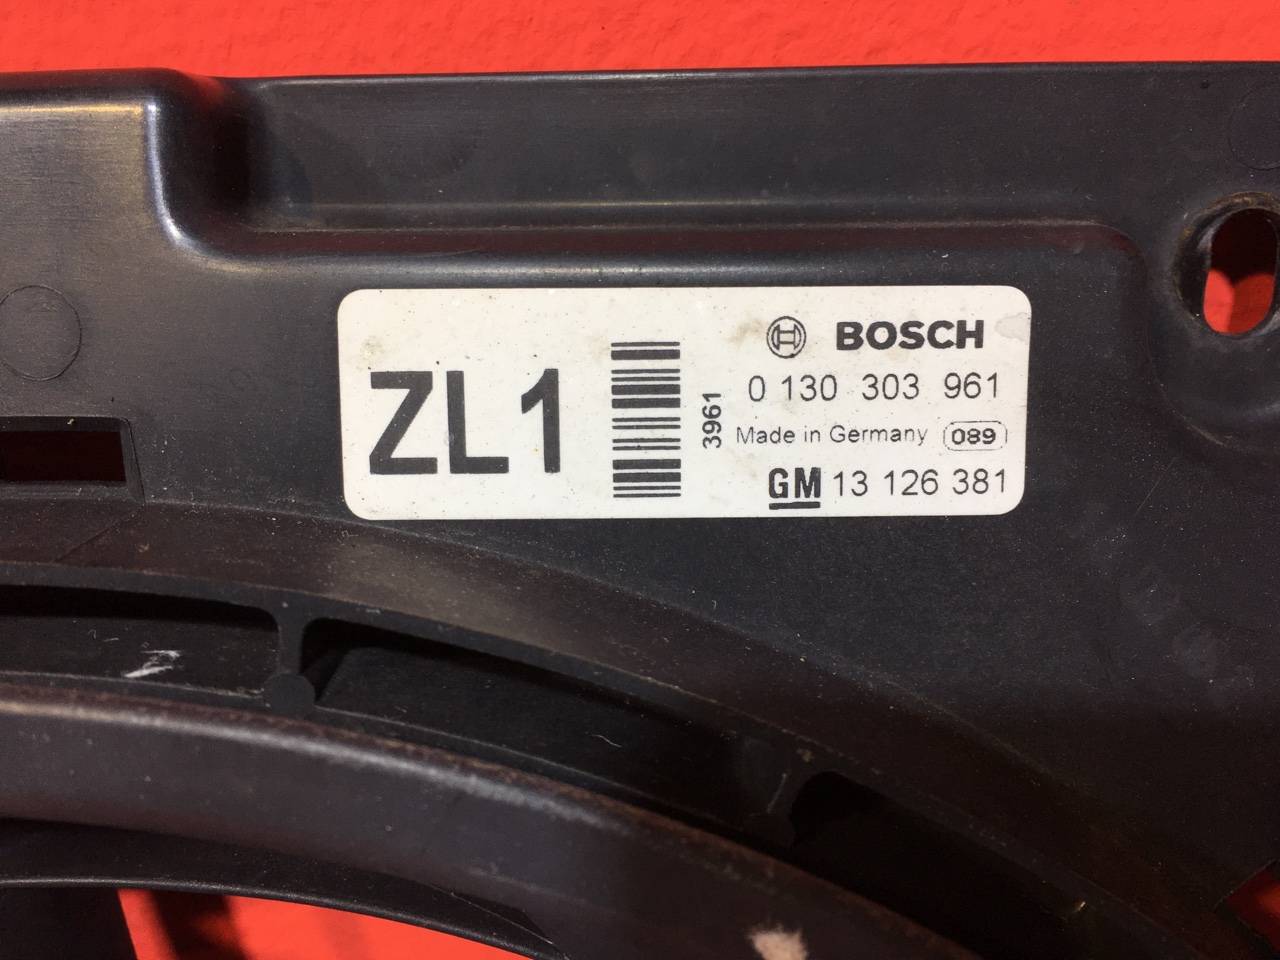 ZL1
3961
BOSCH
0 130 303 961
Made in Germany 089
GM 13 126 381